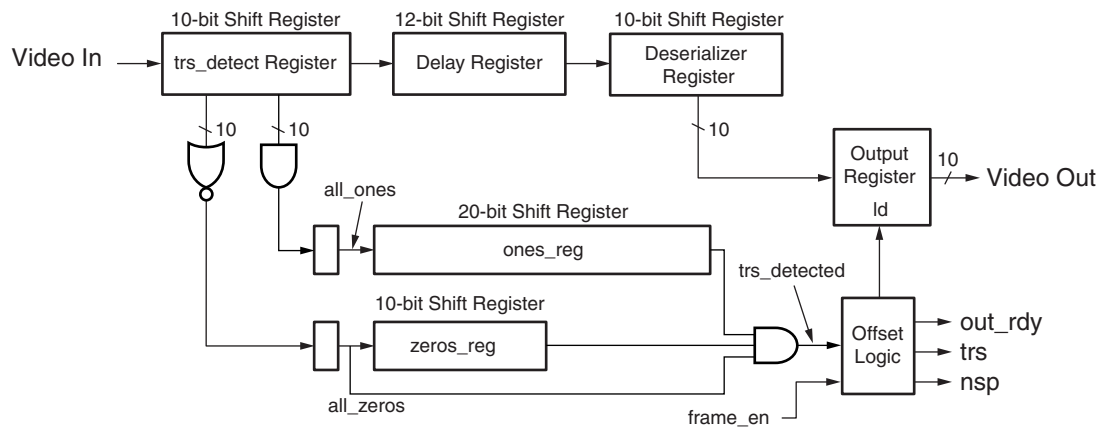 10-bit Shift Register
12-bit Shift Register
10-bit Shift Register
Video In
trs_detect Register
Delay Register
Deserializer
Register
10
10
10
Output
Register
ld
10
Video Out
all_ones
20-bit Shift Register
ones_reg
trs_detected
10-bit Shift Register
zeros_reg
Offset
Logic
out_rdy
trs
nsp
all_zeros
frame_en